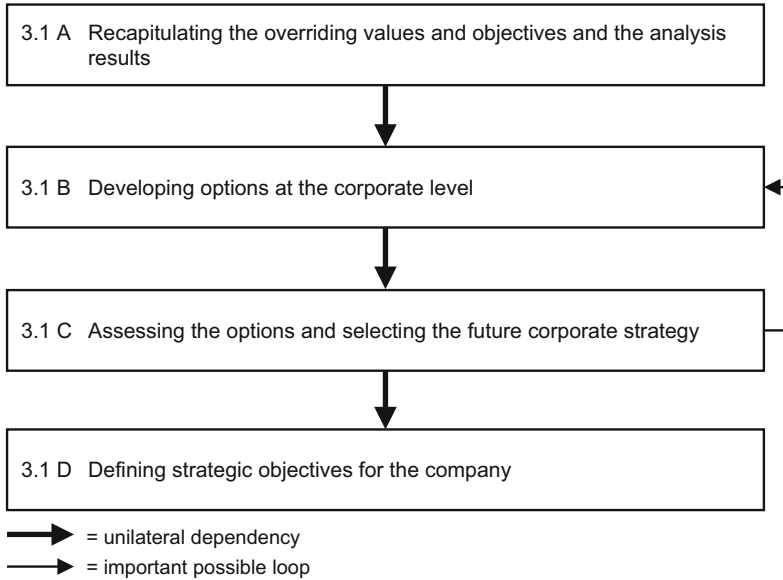 3.1 A Recapitulating the overriding values and objectives and the analysis
results
3.1 B Developing options at the corporate level
3.1 C Assessing the options and selecting the future corporate strategy
3.1 D Defining strategic objectives for the company
= unilateral dependency
= important possible loop